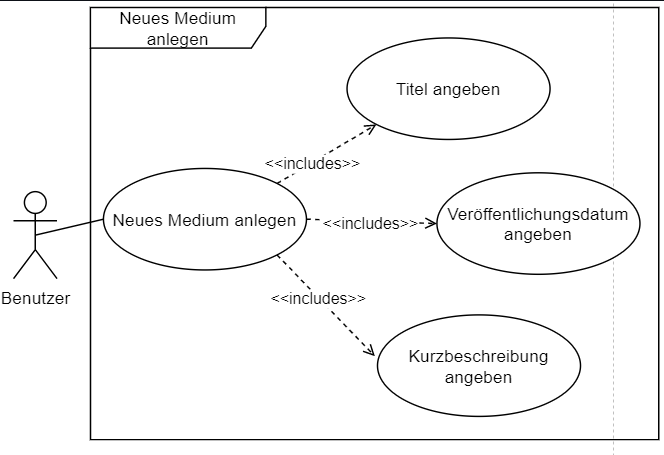 Neues Medium
anlegen
Titel angeben
<<includes>>
Neues Medium anlegen
<<includes>>
Veröffentlichungsdatum
angeben
Benutzer
<<includes>>
Kurzbeschreibung
angeben